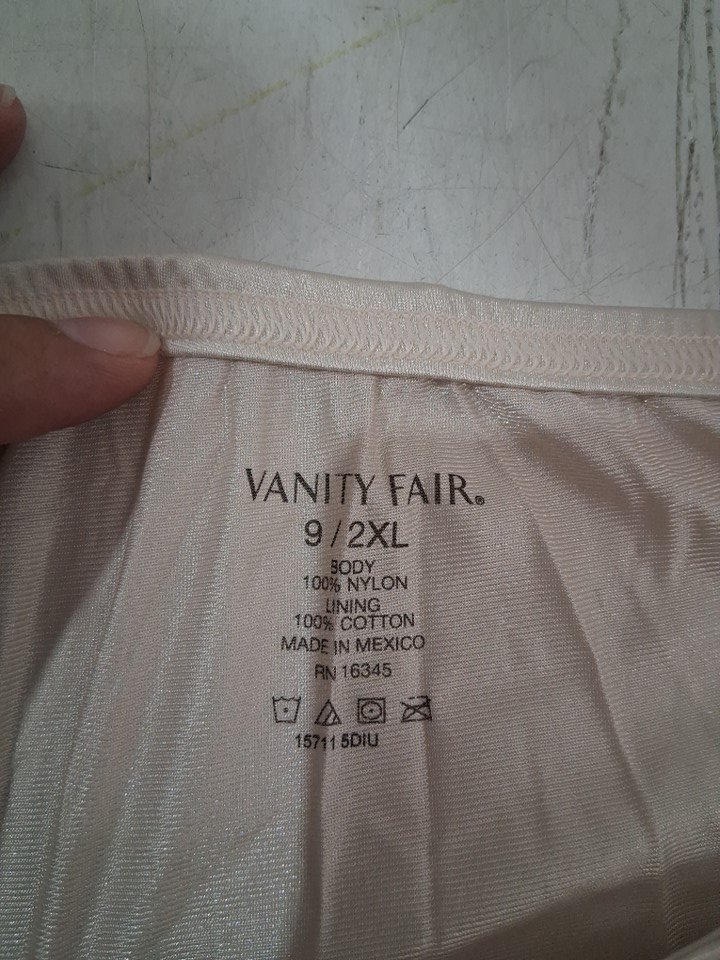 VANITY FAIR®
9 / 2XL
BODY
100% NYLON
LINING
100% COTTON
MADE IN MEXICO
RN 16345
15711 5DIU